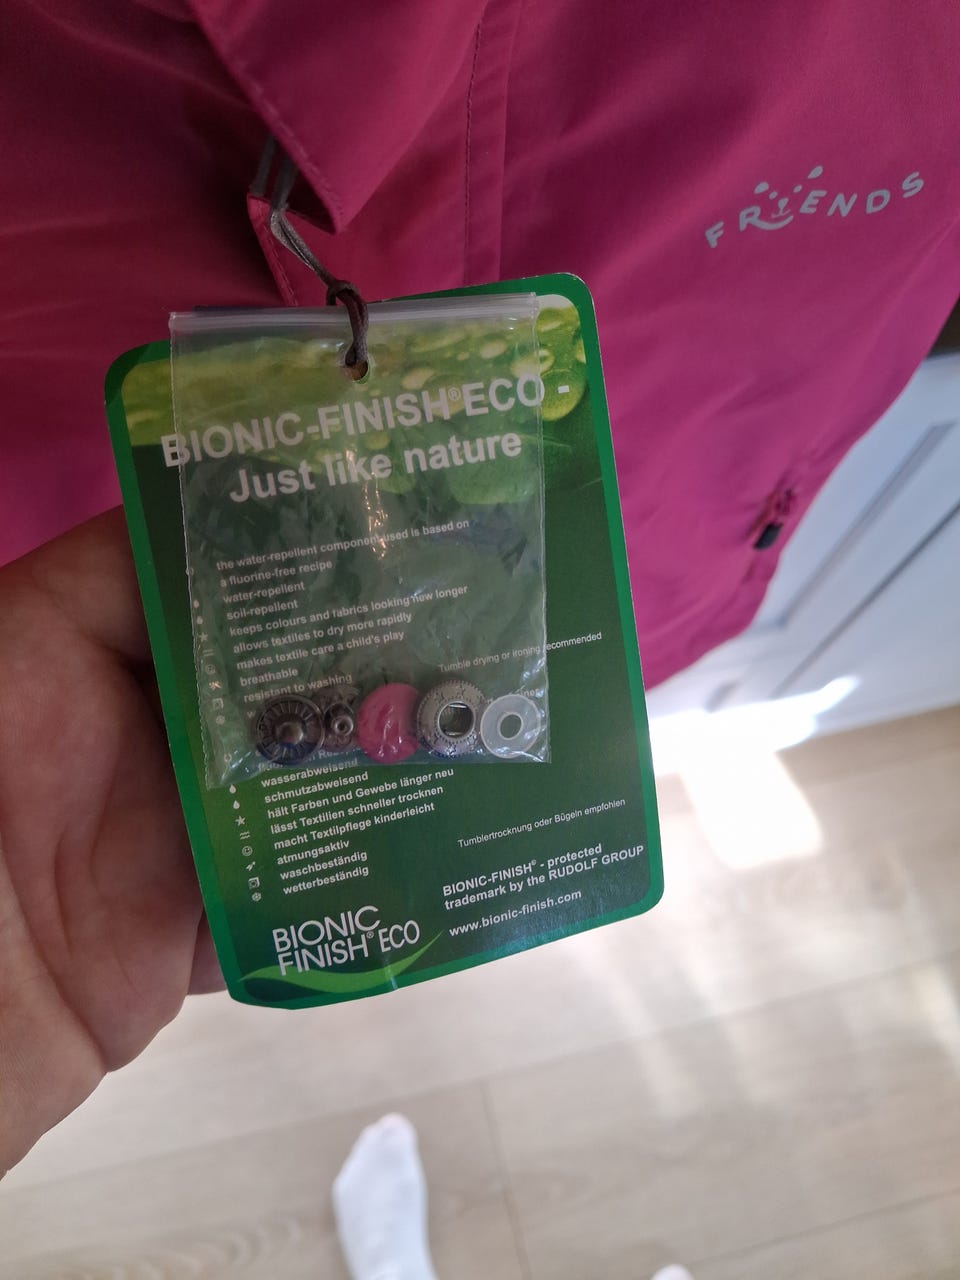 FRIENDS
BIONIC-FINISH®ECO -
Just like nature
the water-repellent component used is based on
a fluorine-free recipe
water-repellent
soil-repellent
keeps colours and fabrics looking new longer
allows textiles to dry more rapidly
makes textile care a child's play
breathable
resistant to washing
Tumble drying or ironing recommended
wasserabweisend
schmutzabweisend
hält Farben und Gewebe länger neu
lässt Textilien schneller trocknen
macht Textilpflege kinderleicht
atmungsaktiv
waschbeständig
wetterbeständig
Tumblertrocknung oder Bügeln empfohlen
BIONIC-FINISH® - protected
trademark by the RUDOLF GROUP
www.bionic-finish.com
BIONIC
FINISH® ECO